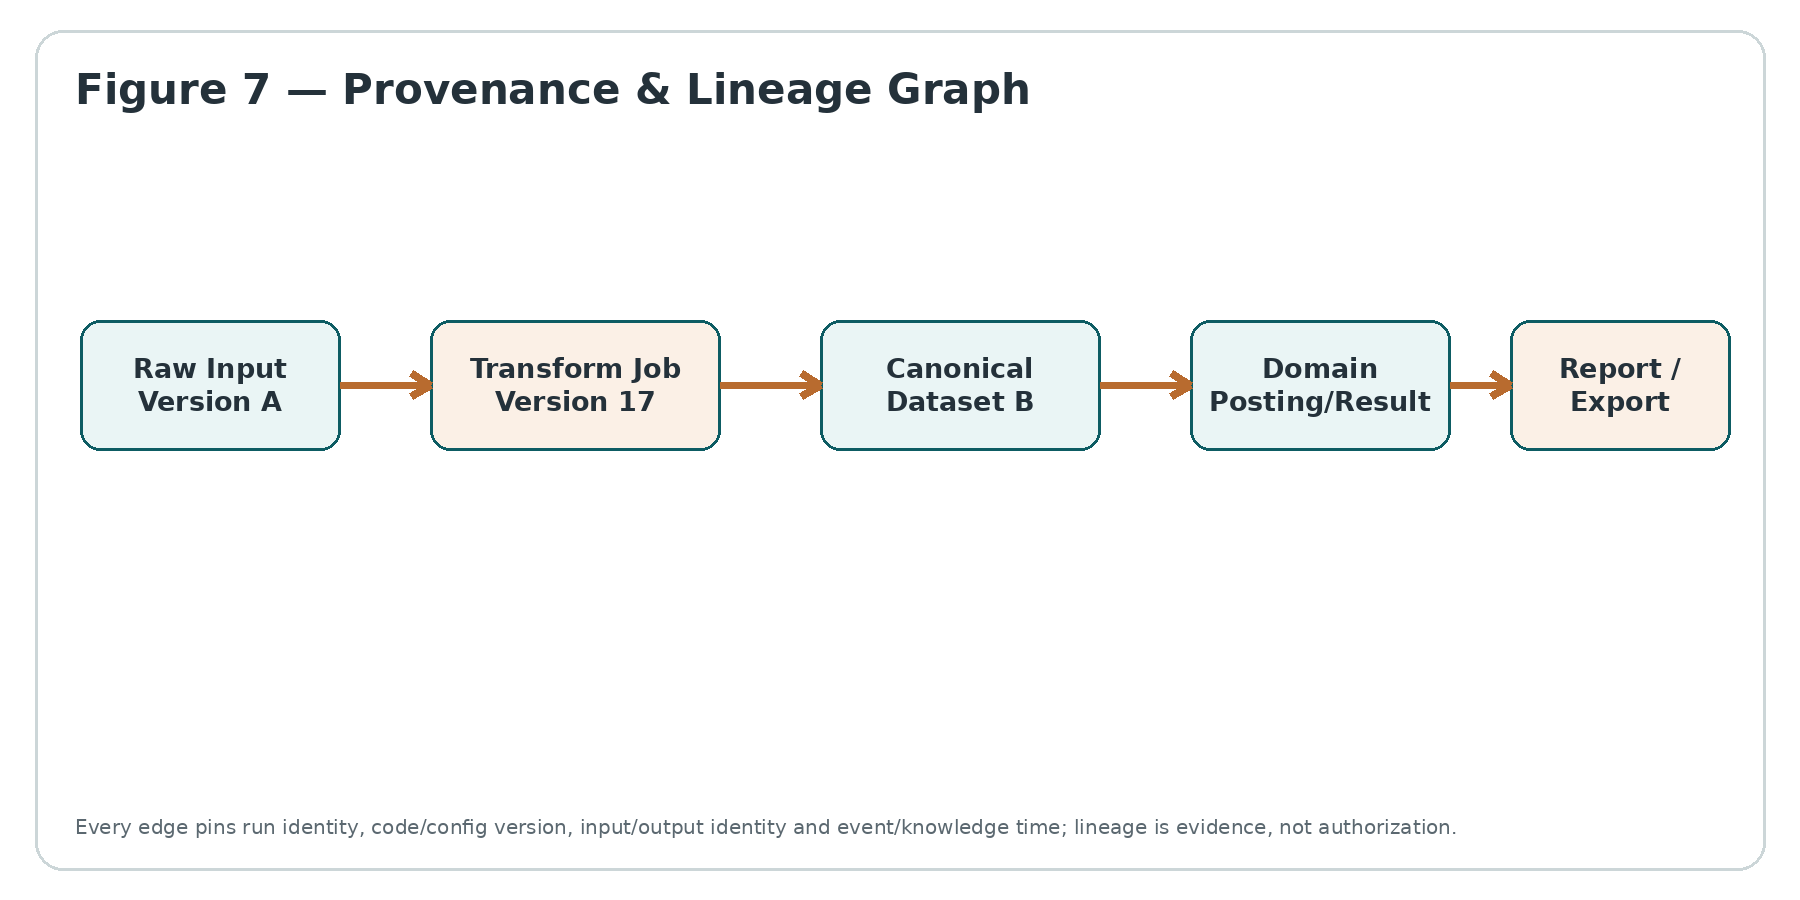 Figure 7 — Provenance & Lineage Graph
Raw Input
Version A
Transform Job
Version 17
Canonical
Dataset B
Domain
Posting/Result
Report /
Export
Every edge pins run identity, code/config version, input/output identity and event/knowledge time; lineage is evidence, not authorization.